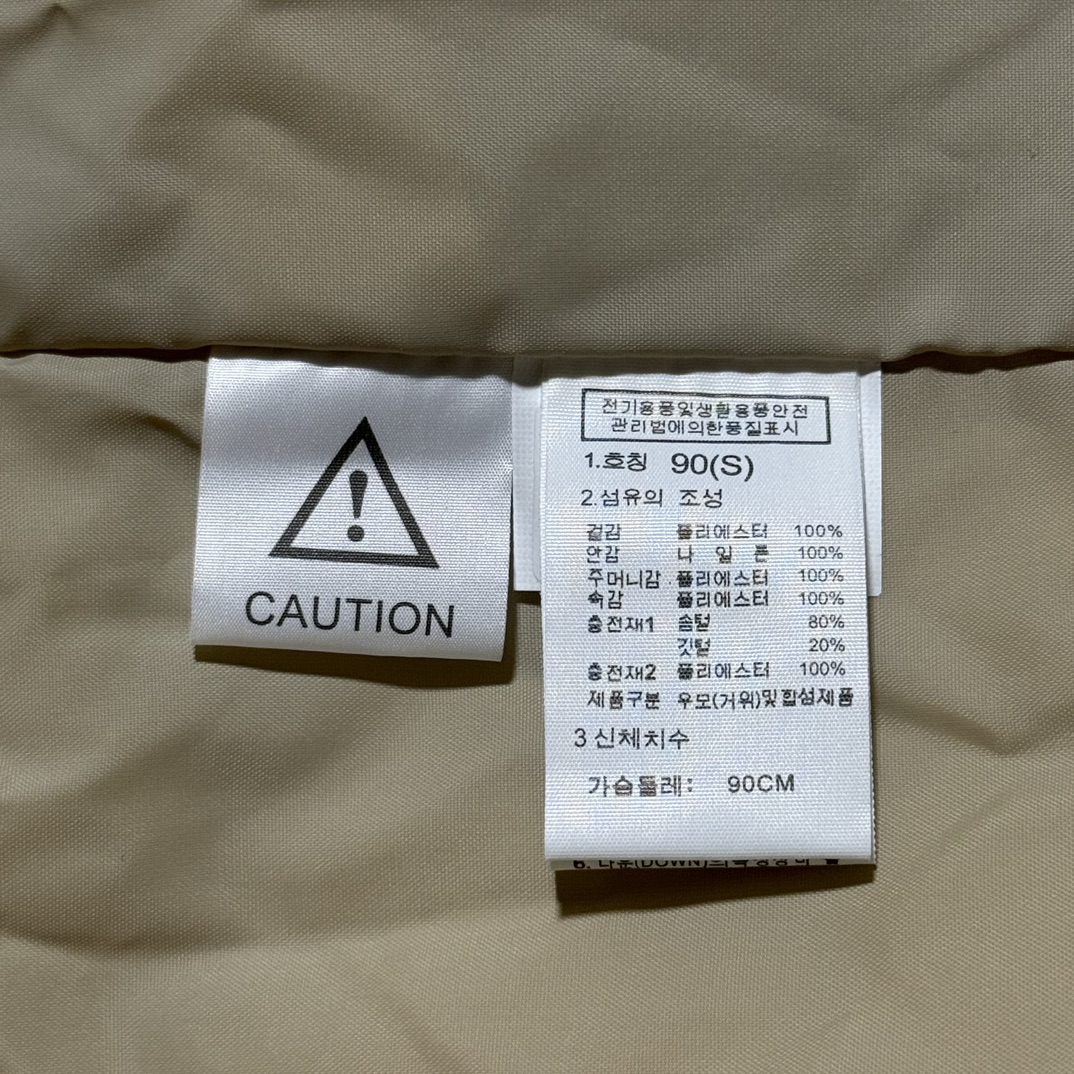 CAUTION
전기용품및생활용품안전
관리법에의한품질표시
1.호칭 90(S)
2.섬유의 조성
겉감 폴리에스터 100%
안감 나 일 론 100%
주머니감 폴리에스터 100%
속감 폴리에스터 100%
충전재1 솜털 80%
깃털 20%
충전재2 폴리에스터 100%
제품구분 우모(거위)및합섬제품
3 신체치수
가슴둘레: 90CM
6. 다운(DOWN)의